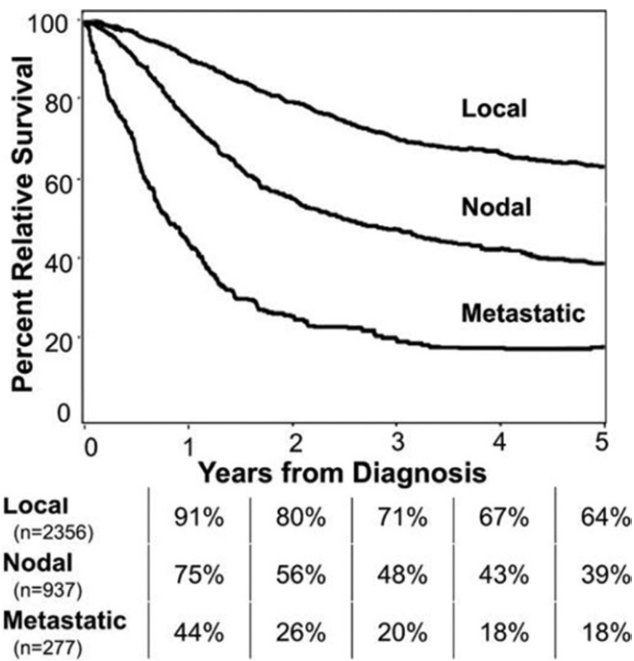 Percent Relative Survival
100
80
60
40
20
0
Local
Nodal
Metastatic
0 1 2 3 4 5
Years from Diagnosis
Local 91% 80% 71% 67% 64%
(n=2356)
Nodal 75% 56% 48% 43% 39%
(n=937)
Metastatic 44% 26% 20% 18% 18%
(n=277)